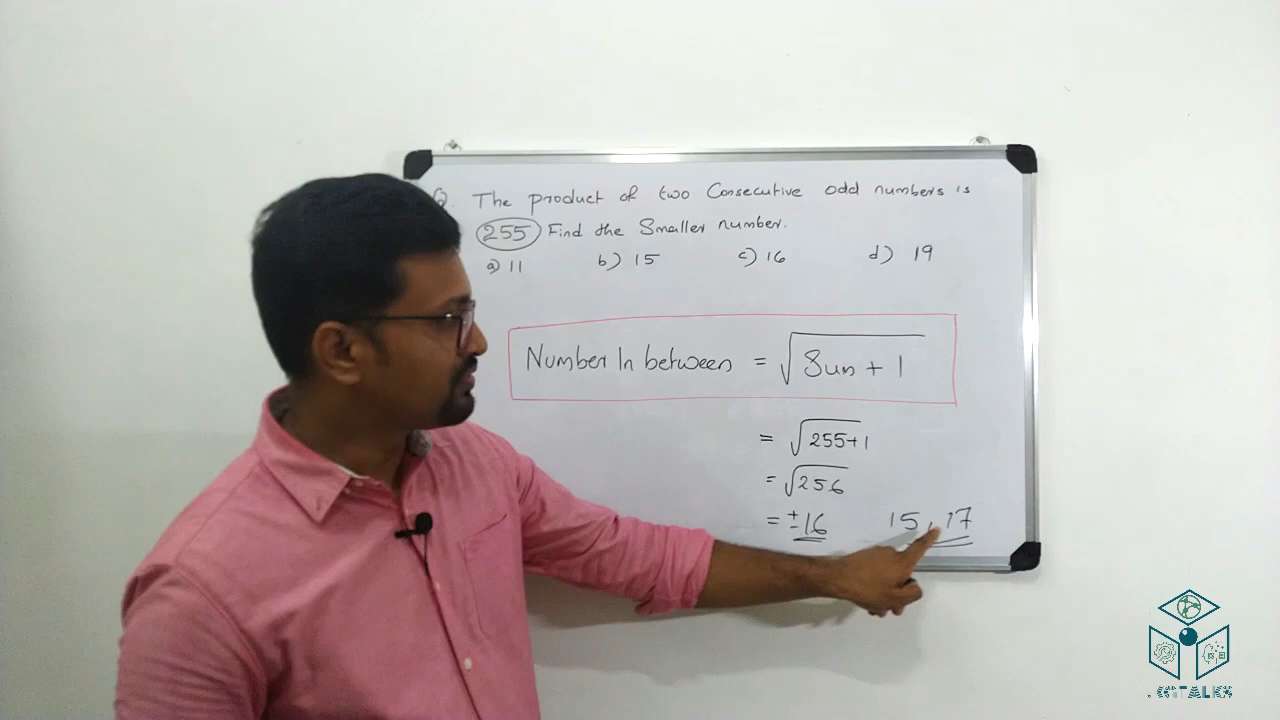 Q. The product of two Consecutive odd numbers is
255 Find the Smaller number.
a) 11 b) 15 c) 16 d) 19
Number In between = √Sum + 1
= √255+1
= √256
= ±16 15, 17